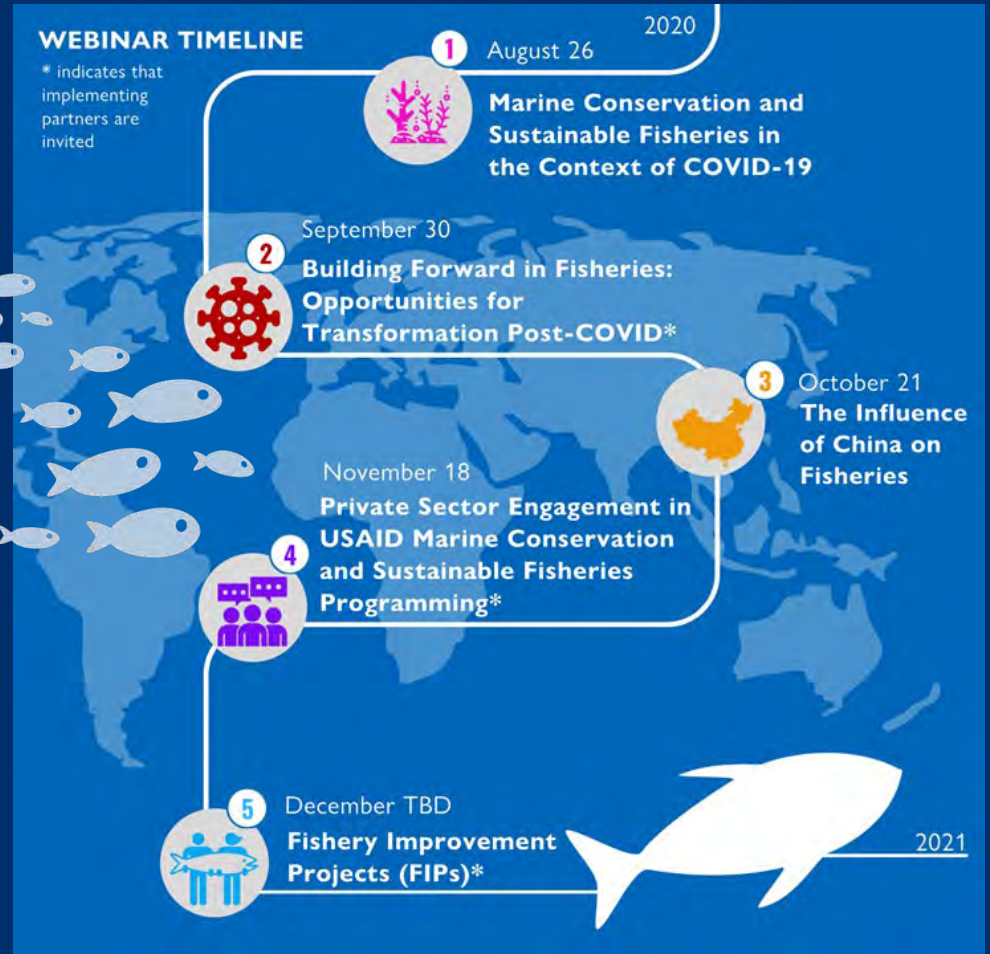 WEBINAR TIMELINE
* indicates that
implementing
partners are
invited
2020
1
August 26
Marine Conservation and
Sustainable Fisheries in
the Context of COVID-19
2
September 30
Building Forward in Fisheries:
Opportunities for
Transformation Post-COVID*
3
October 21
The Influence
of China on
Fisheries
4
November 18
Private Sector Engagement in
USAID Marine Conservation
and Sustainable Fisheries
Programming*
5
December TBD
Fishery Improvement
Projects (FIPs)*
2021